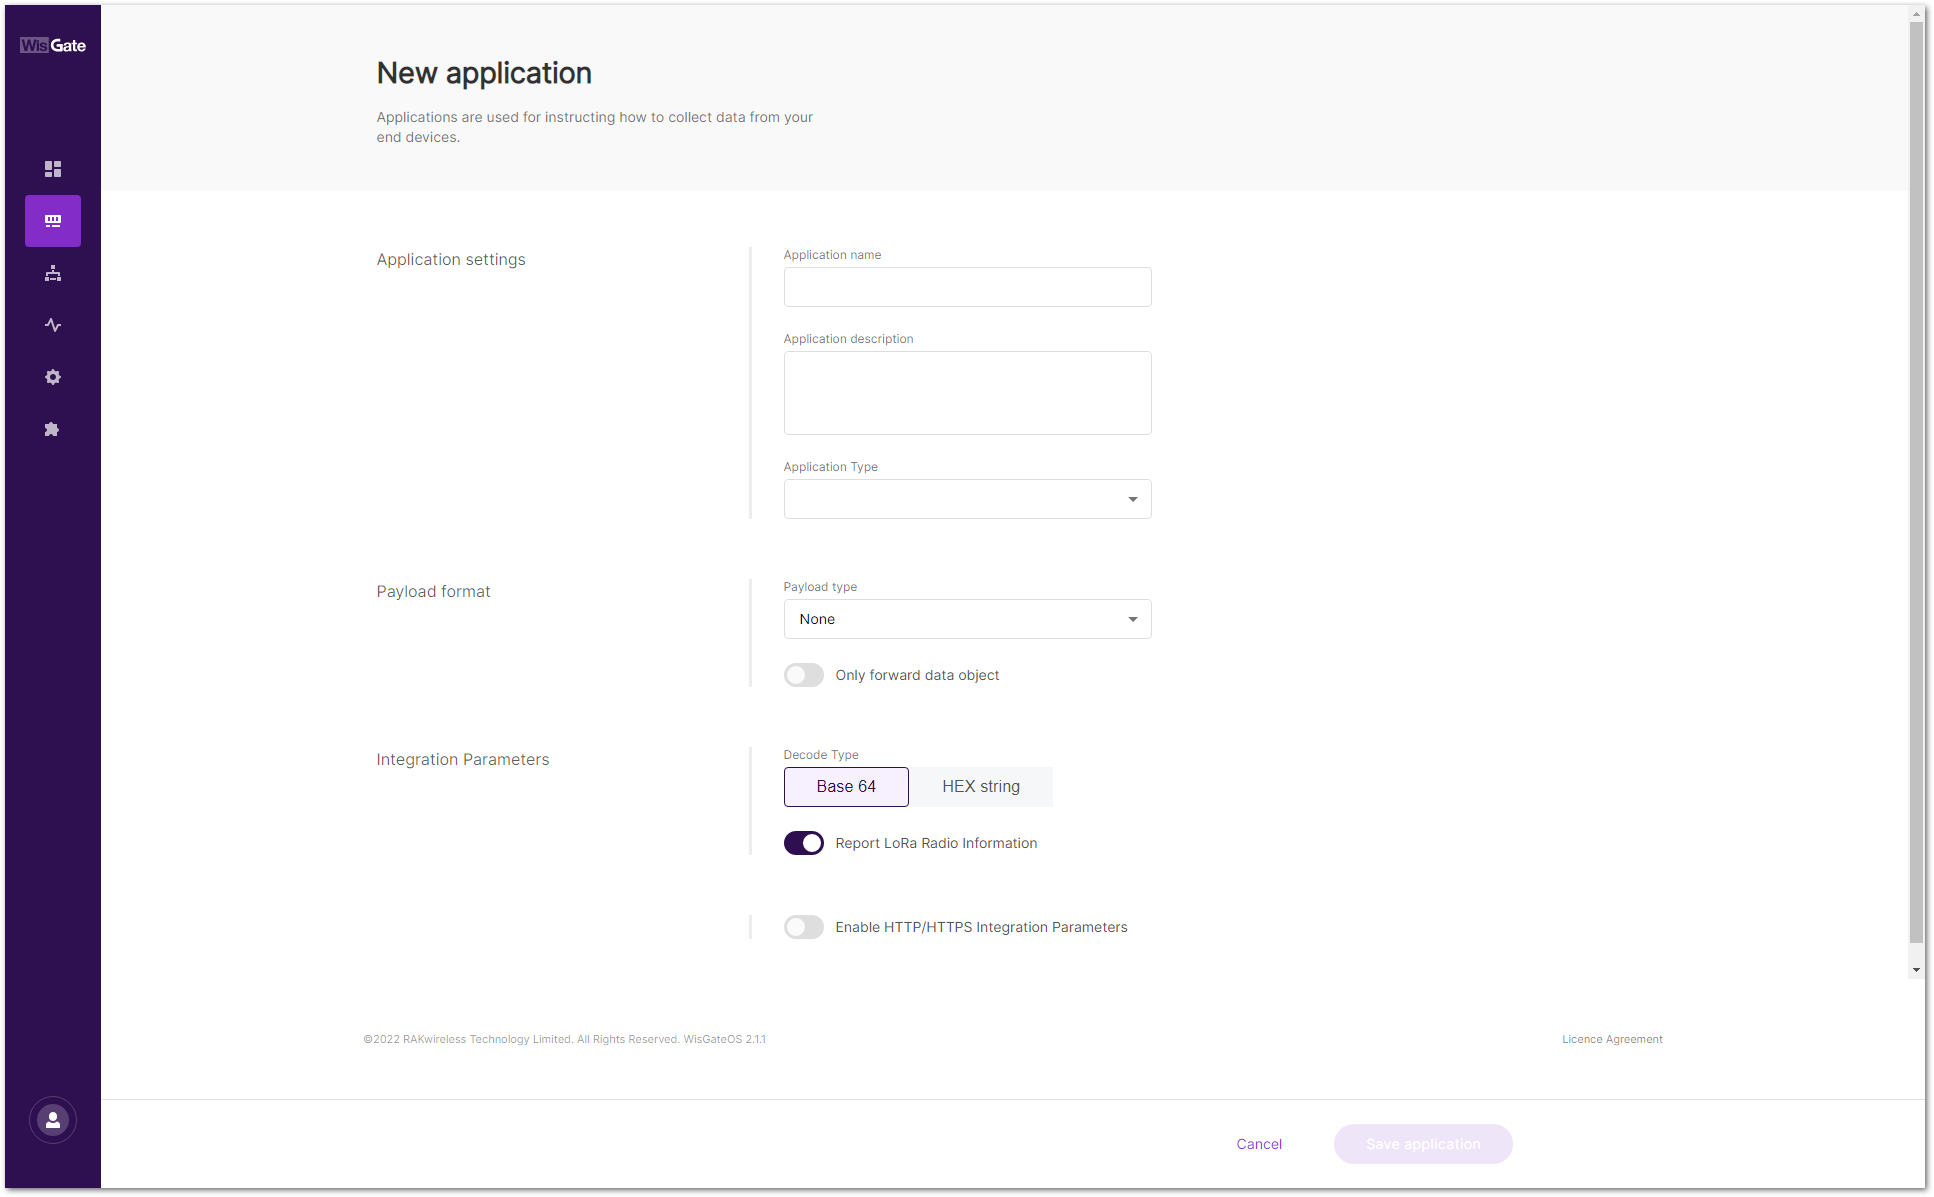 WisGate
New application
Applications are used for instructing how to collect data from your
end devices.
Application settings
Application name
Application description
Application Type
Payload format
Payload type
None
Only forward data object
Integration Parameters
Decode Type
Base 64 HEX string
Report LoRa Radio Information
Enable HTTP/HTTPS Integration Parameters
©2022 RAKwireless Technology Limited. All Rights Reserved. WisGateOS 2.1.1 Licence Agreement
Cancel Save application